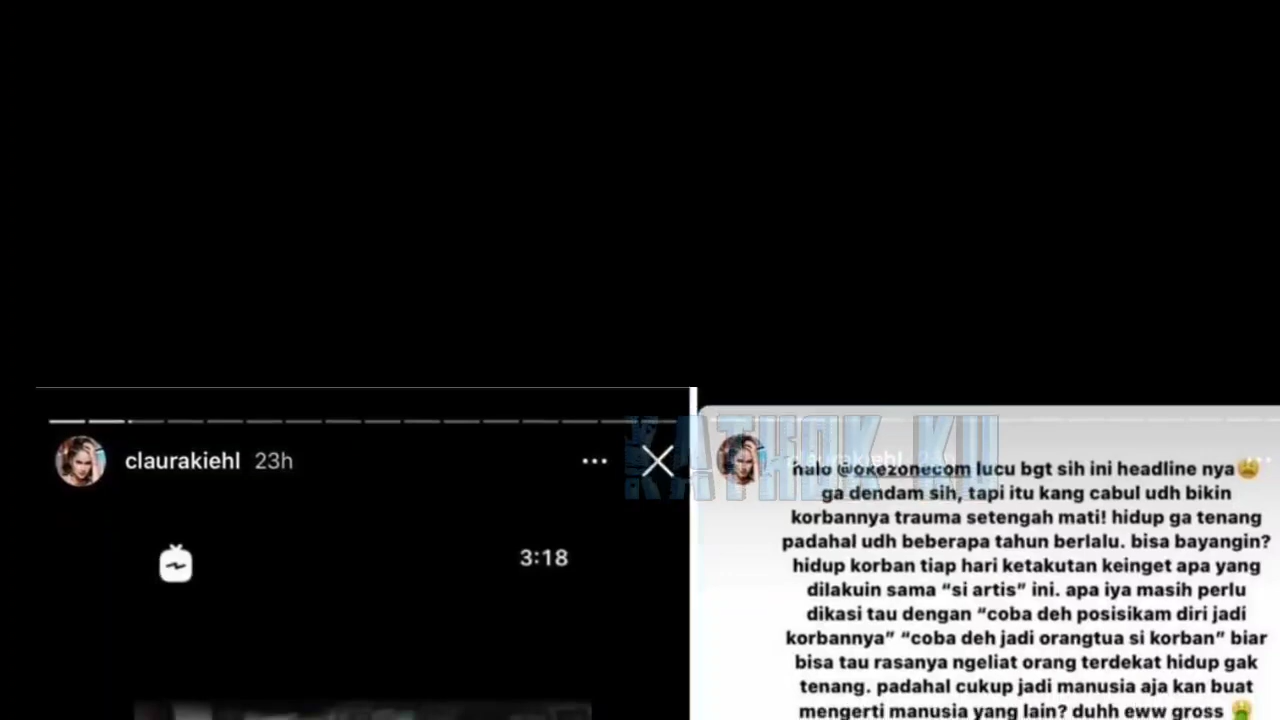 claurakiehl 23h
3:18
KATHOK KU
halo @okezonecom lucu bgt sih ini headline nya😩
ga dendam sih, tapi itu kang cabul udh bikin
korbannya trauma setengah mati! hidup ga tenang
padahal udh beberapa tahun berlalu. bisa bayangin?
hidup korban tiap hari ketakutan keinget apa yang
dilakuin sama “si artis” ini. apa iya masih perlu
dikasi tau dengan “coba deh posisikam diri jadi
korbannya” “coba deh jadi orangtua si korban” biar
bisa tau rasanya ngeliat orang terdekat hidup gak
tenang. padahal cukup jadi manusia aja kan buat
mengerti manusia yang lain? duhh eww gross 🤮